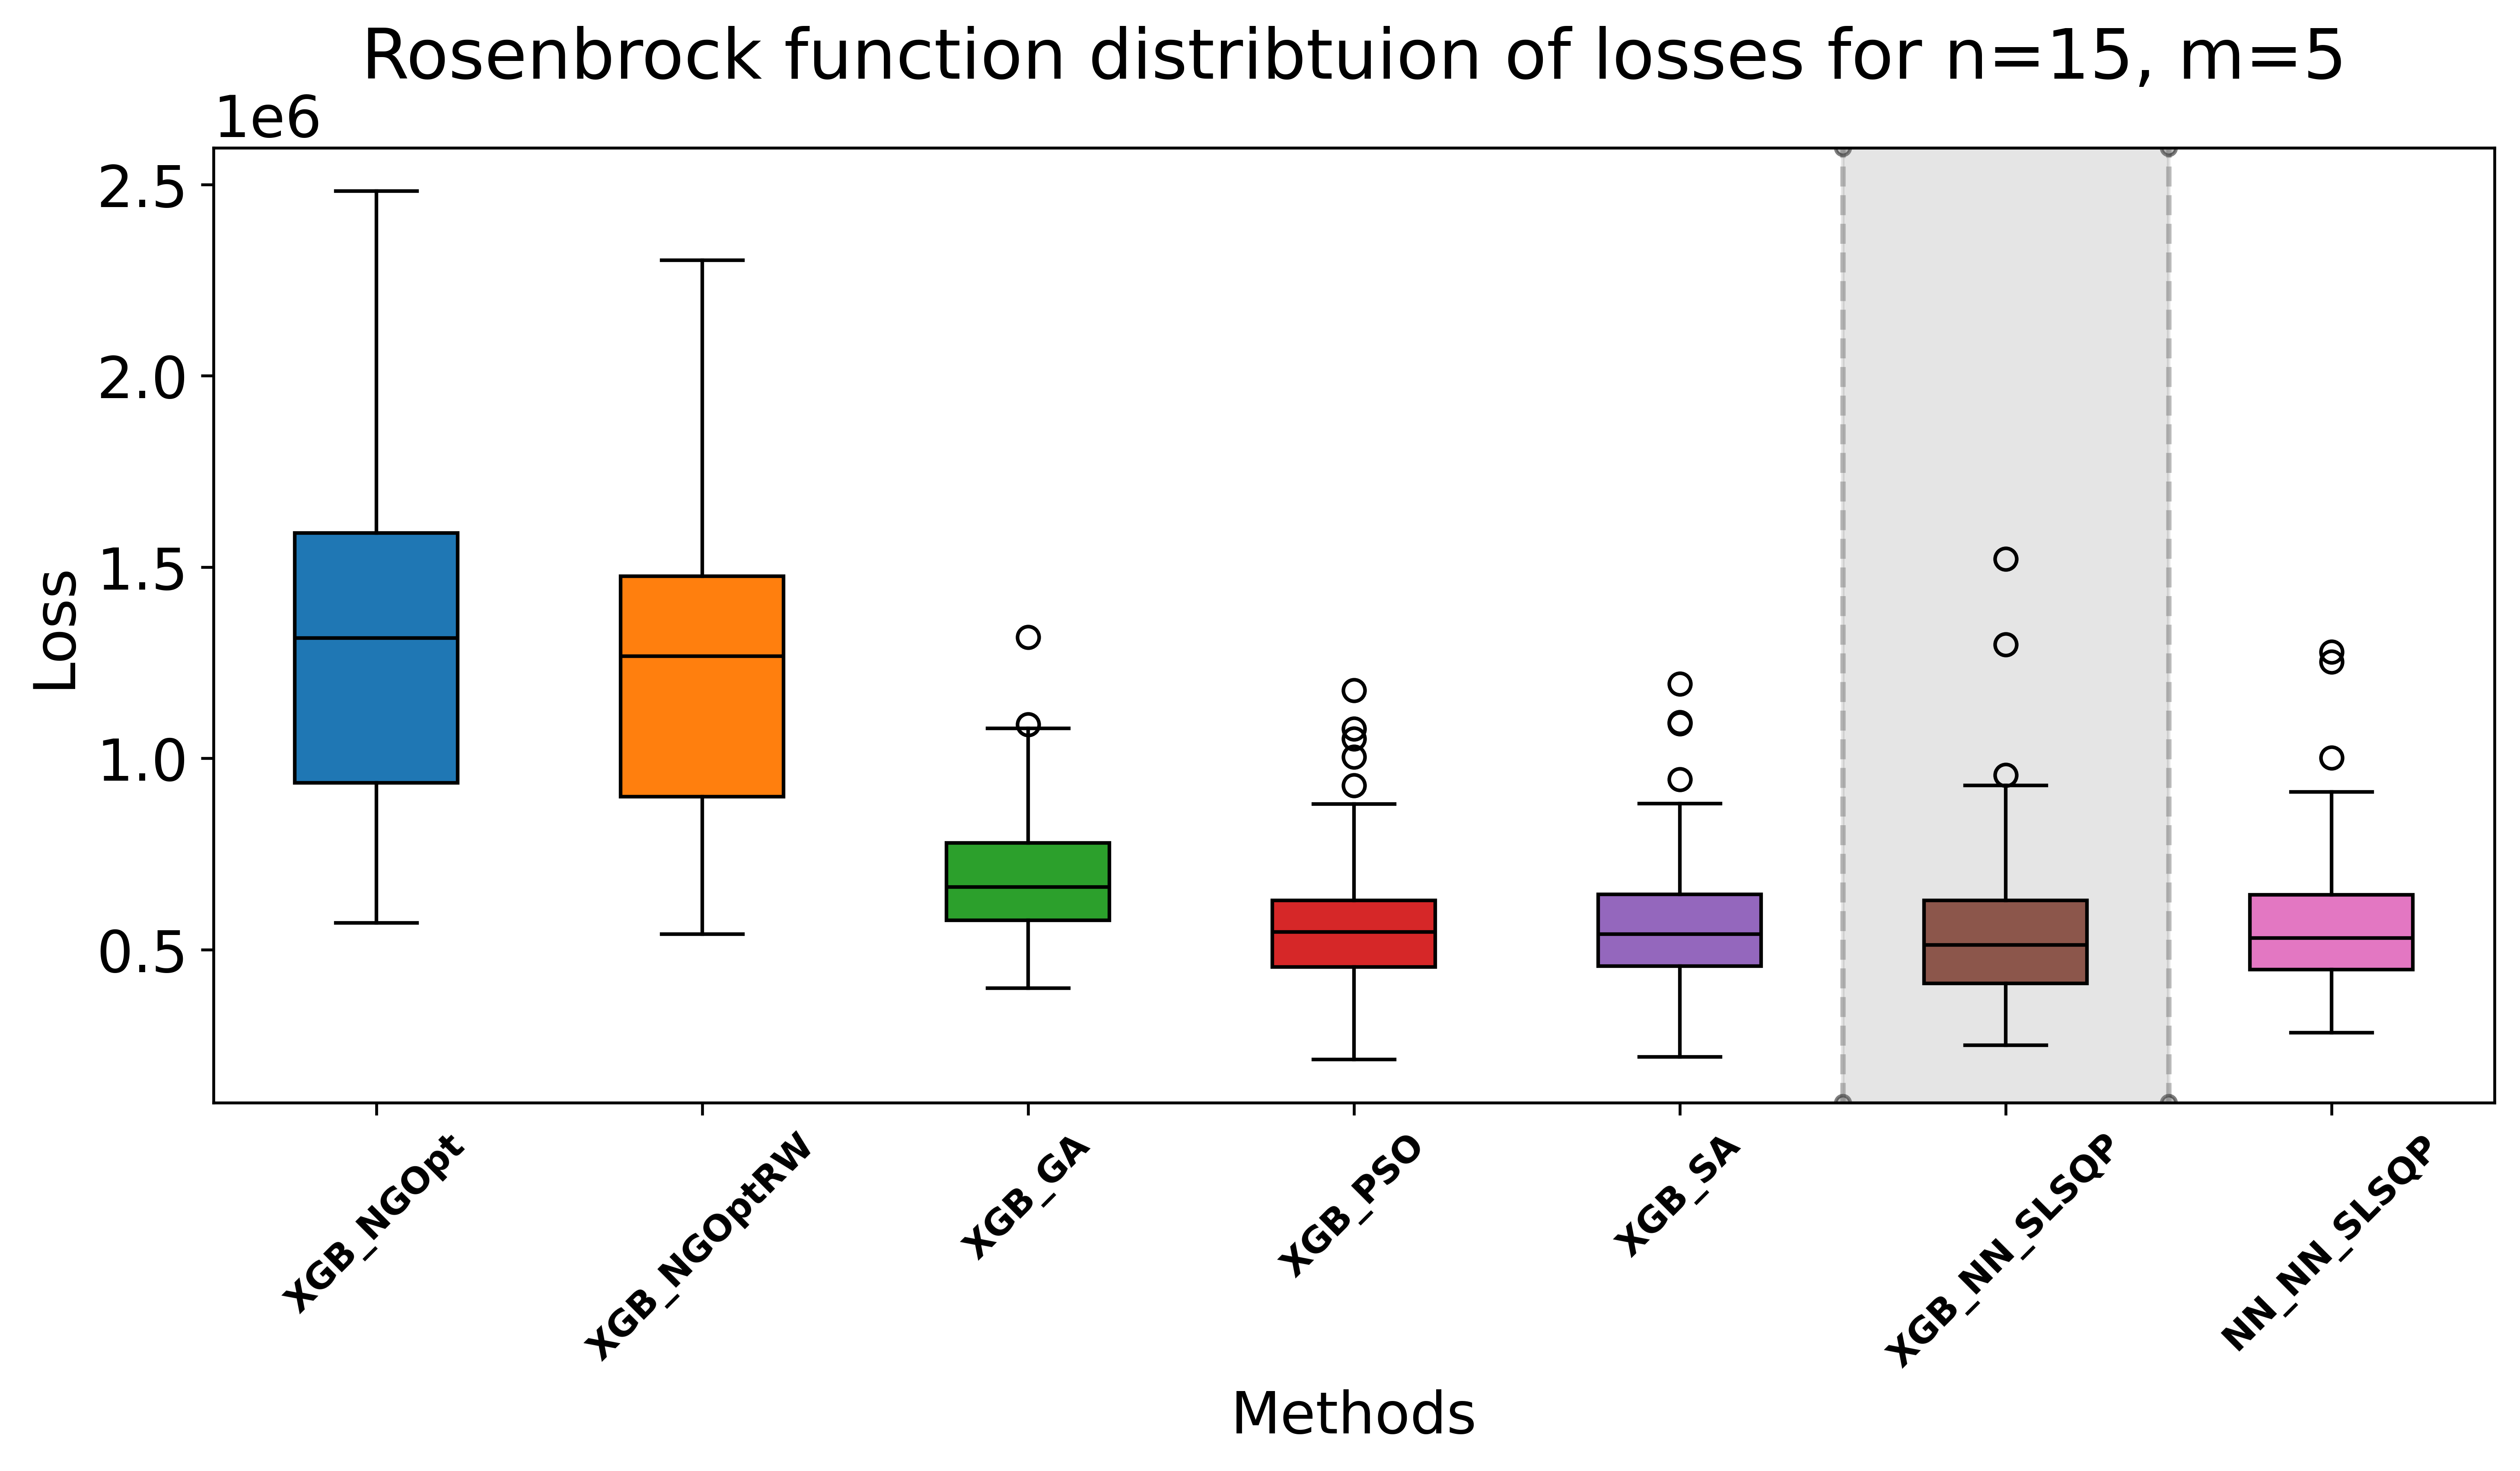 Rosenbrock function distribtuion of losses for n=15, m=5
1e6
2.5
2.0
1.5
1.0
0.5
Loss
XGB_NGOpt
XGB_NGOptRW
XGB_GA
XGB_PSO
XGB_SA
XGB_NN_SLSQP
NN_NN_SLSQP
Methods